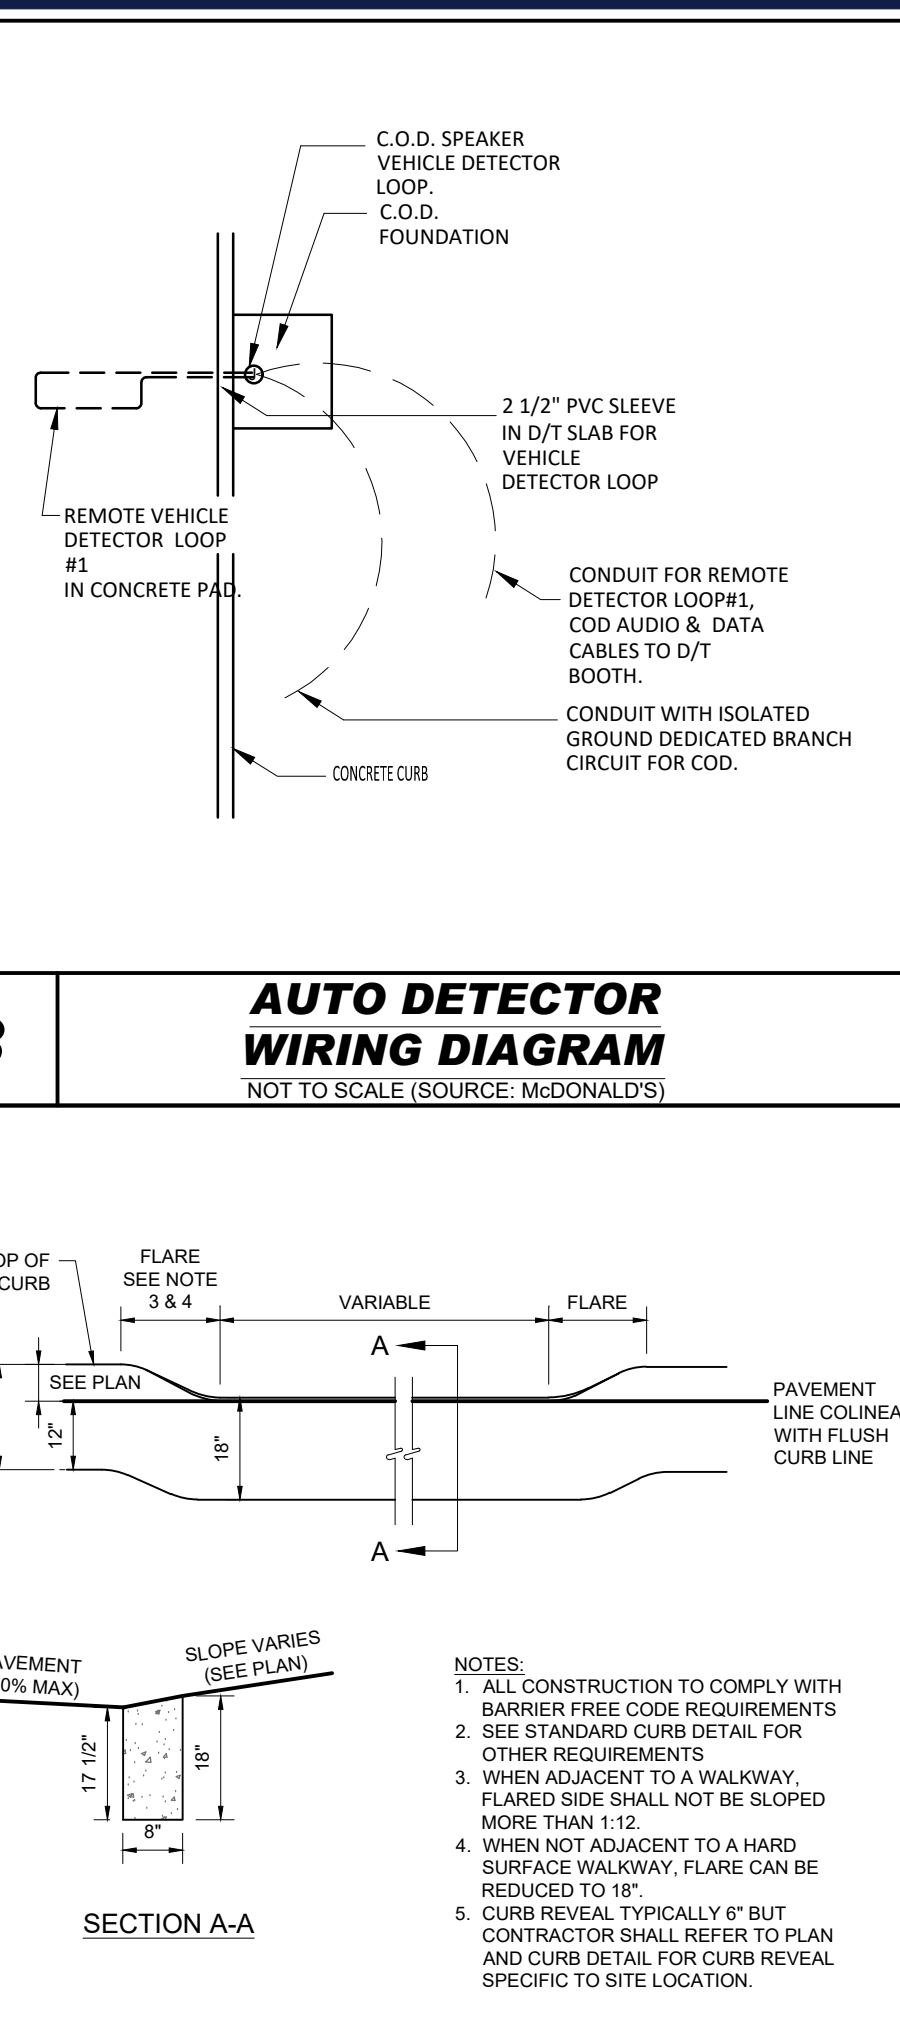 C.O.D. SPEAKER
VEHICLE DETECTOR
LOOP.
C.O.D.
FOUNDATION
2 1/2" PVC SLEEVE
IN D/T SLAB FOR
VEHICLE
DETECTOR LOOP
REMOTE VEHICLE
DETECTOR LOOP
#1
IN CONCRETE PAD.
CONDUIT FOR REMOTE
DETECTOR LOOP#1,
COD AUDIO & DATA
CABLES TO D/T
BOOTH.
CONDUIT WITH ISOLATED
GROUND DEDICATED BRANCH
CIRCUIT FOR COD.
CONCRETE CURB
AUTO DETECTOR
WIRING DIAGRAM
NOT TO SCALE (SOURCE: McDONALD'S)
OP OF
CURB
FLARE
SEE NOTE
3 & 4
VARIABLE
FLARE
A
SEE PLAN
12"
18"
PAVEMENT
LINE COLINEA
WITH FLUSH
CURB LINE
A
AVEMENT
0% MAX)
SLOPE VARIES
(SEE PLAN)
17 1/2"
18"
8"
SECTION A-A
NOTES:
1. ALL CONSTRUCTION TO COMPLY WITH
BARRIER FREE CODE REQUIREMENTS
2. SEE STANDARD CURB DETAIL FOR
OTHER REQUIREMENTS
3. WHEN ADJACENT TO A WALKWAY,
FLARED SIDE SHALL NOT BE SLOPED
MORE THAN 1:12.
4. WHEN NOT ADJACENT TO A HARD
SURFACE WALKWAY, FLARE CAN BE
REDUCED TO 18".
5. CURB REVEAL TYPICALLY 6" BUT
CONTRACTOR SHALL REFER TO PLAN
AND CURB DETAIL FOR CURB REVEAL
SPECIFIC TO SITE LOCATION.